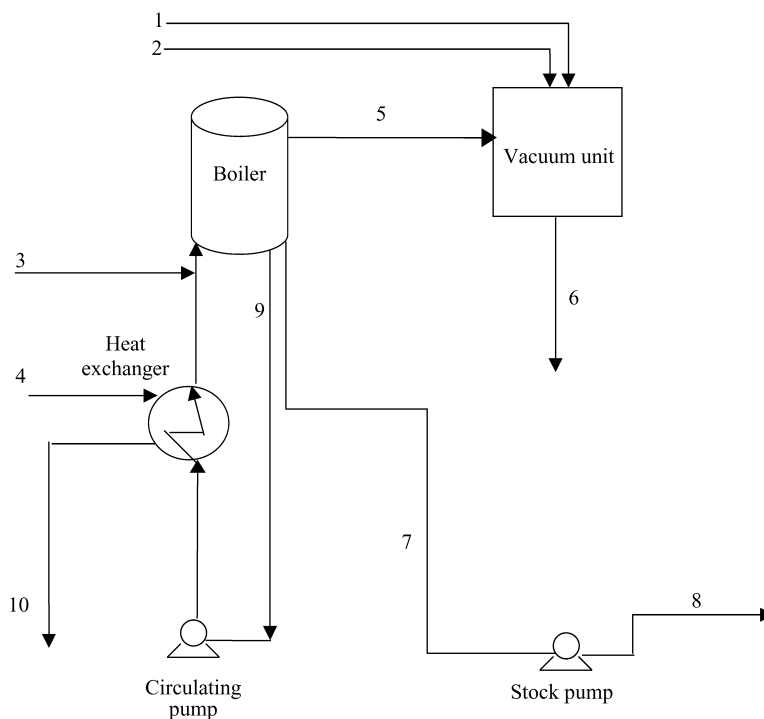 1
2
5
Boiler
Vacuum unit
3
9
6
Heat
exchanger
4
7
10
8
Circulating
pump
Stock pump